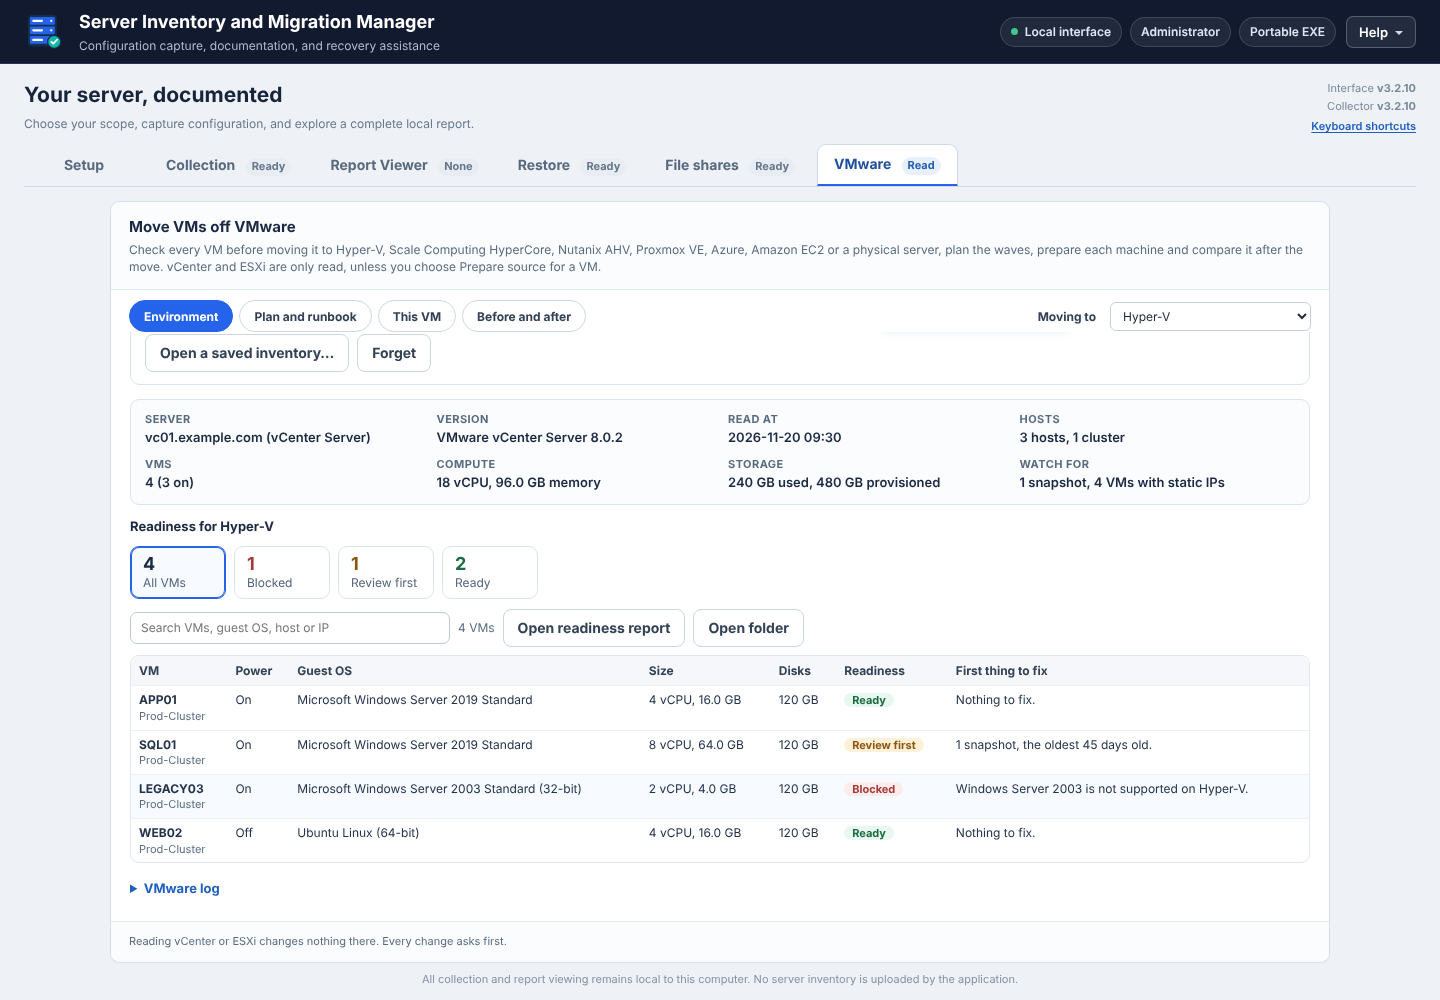 Server Inventory and Migration Manager
Configuration capture, documentation, and recovery assistance
Local interface
Administrator
Portable EXE
Help
Your server, documented
Choose your scope, capture configuration, and explore a complete local report.
Interface v3.2.10
Collector v3.2.10
Keyboard shortcuts
Setup
Collection Ready
Report Viewer None
Restore Ready
File shares Ready
VMware Read
Move VMs off VMware
Check every VM before moving it to Hyper-V, Scale Computing HyperCore, Nutanix AHV, Proxmox VE, Azure, Amazon EC2 or a physical server, plan the waves, prepare each machine and compare it after the
move. vCenter and ESXi are only read, unless you choose Prepare source for a VM.
Environment
Plan and runbook
This VM
Before and after
Moving to
Hyper-V
Open a saved inventory...
Forget
SERVER VERSION READ AT HOSTS
vc01.example.com (vCenter Server) VMware vCenter Server 8.0.2 2026-11-20 09:30 3 hosts, 1 cluster
VMS COMPUTE STORAGE WATCH FOR
4 (3 on) 18 vCPU, 96.0 GB memory 240 GB used, 480 GB provisioned 1 snapshot, 4 VMs with static IPs
Readiness for Hyper-V
4 1 1 2
All VMs Blocked Review first Ready
Search VMs, guest OS, host or IP
4 VMs
Open readiness report
Open folder
VM Power Guest OS Size Disks Readiness First thing to fix
APP01 On Microsoft Windows Server 2019 Standard 4 vCPU, 16.0 GB 120 GB Ready Nothing to fix.
Prod-Cluster
SQL01 On Microsoft Windows Server 2019 Standard 8 vCPU, 64.0 GB 120 GB Review first 1 snapshot, the oldest 45 days old.
Prod-Cluster
LEGACY03 On Microsoft Windows Server 2003 Standard (32-bit) 2 vCPU, 4.0 GB 120 GB Blocked Windows Server 2003 is not supported on Hyper-V.
Prod-Cluster
WEB02 Off Ubuntu Linux (64-bit) 4 vCPU, 16.0 GB 120 GB Ready Nothing to fix.
Prod-Cluster
VMware log
Reading vCenter or ESXi changes nothing there. Every change asks first.
All collection and report viewing remains local to this computer. No server inventory is uploaded by the application.